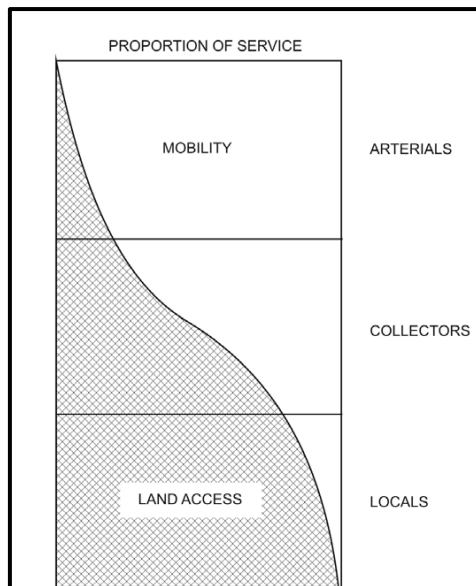 PROPORTION OF SERVICE
MOBILITY
ARTERIALS
COLLECTORS
LAND ACCESS
LOCALS